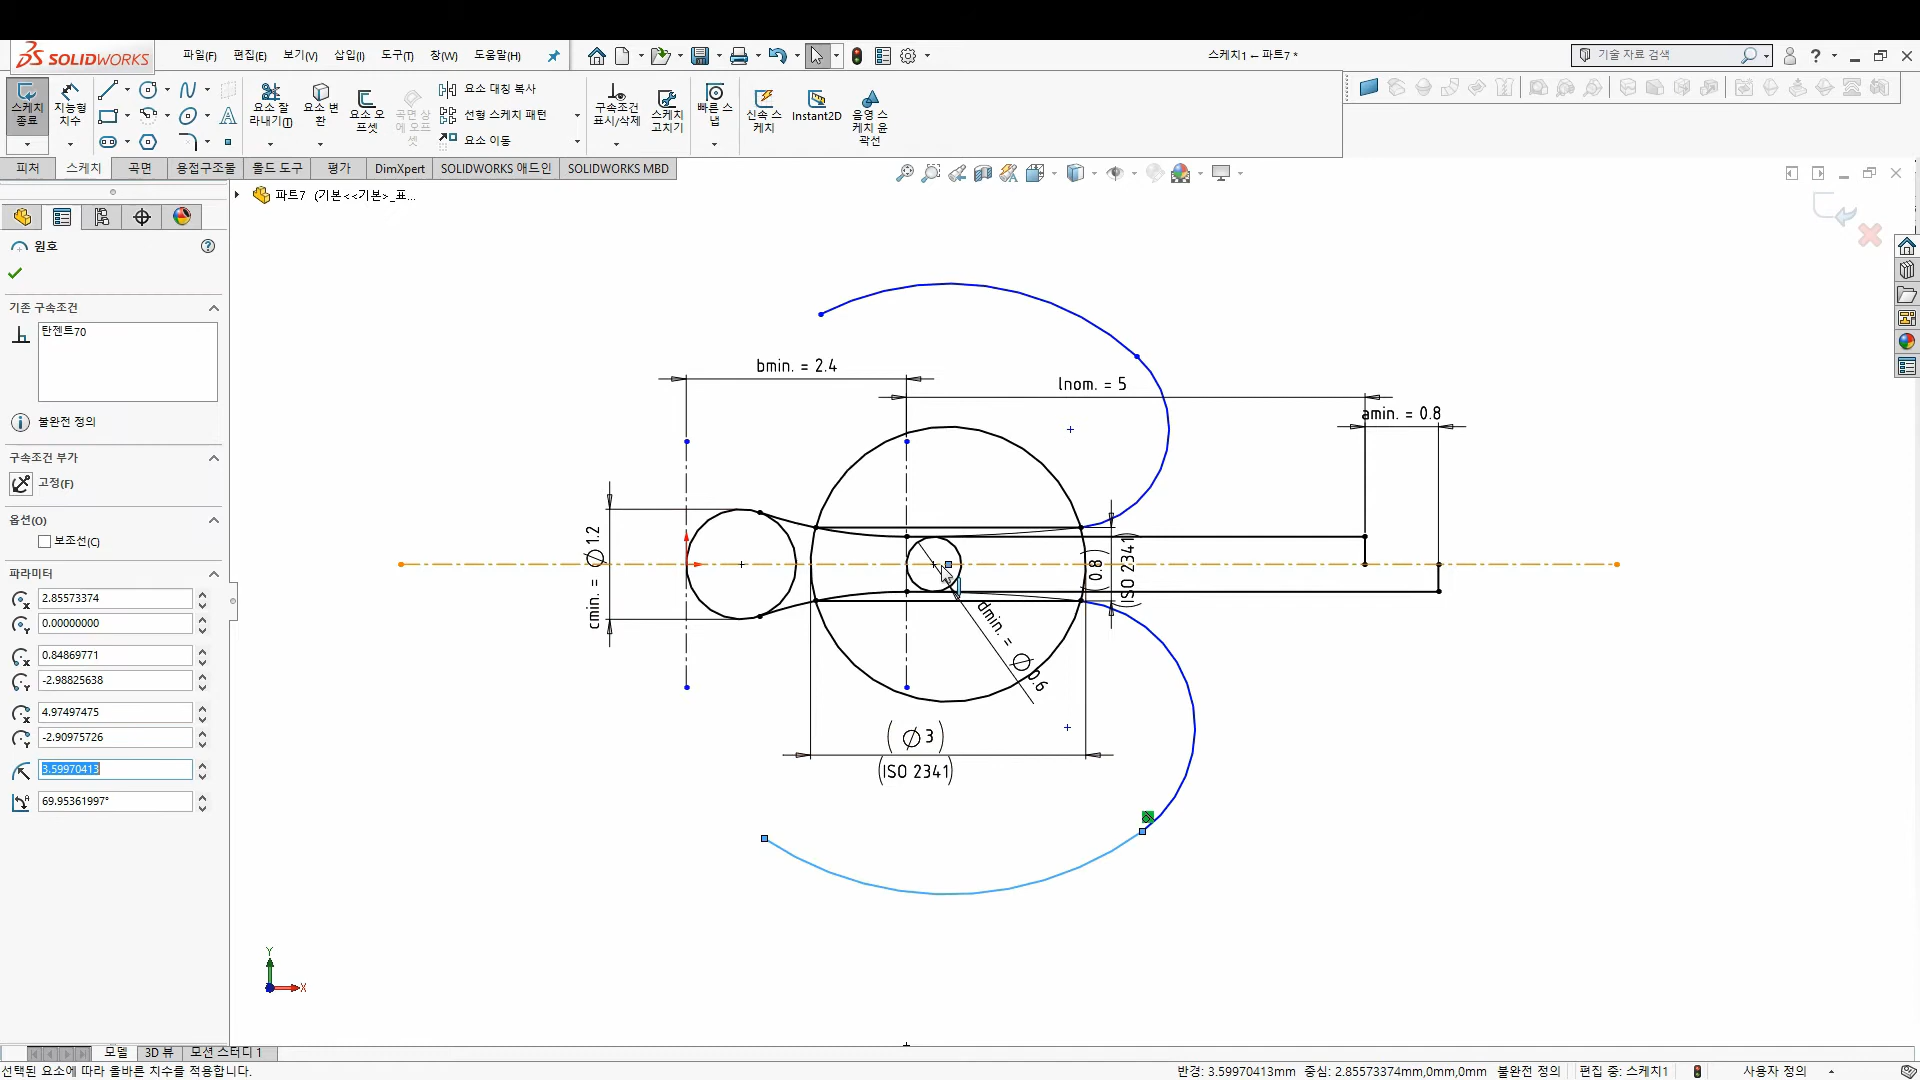 SOLIDWORKS
파일(F) 편집(E) 보기(V) 삽입(I) 도구(T) 창(W) 도움말(H)
스케치1 ← 파트7 *
기술 자료 검색
스케치 종료
지능형 치수
요소 잘라내기(T)
요소 변환
요소 오프셋
곡면 상에 오프셋
요소 대칭 복사
선형 스케치 패턴
요소 이동
구속조건 표시/삭제
스케치 고치기
빠른 스냅
신속 스케치
Instant2D
음영 스케치 윤곽선
피처 스케치 곡면 용접구조물 몰드 도구 평가 DimXpert SOLIDWORKS 애드인 SOLIDWORKS MBD
파트7 (기본<<기본>_표...
원호
기존 구속조건
탄젠트70
불완전 정의
구속조건 부가
고정(F)
옵션(O)
보조선(C)
파라미터
2.85573374
0.00000000
0.84869771
-2.98825638
4.97497475
-2.90975726
3.59970413
69.95361997°
bmin. = 2.4
lnom. = 5
amin. = 0.8
cmin. = Ø 1.2
(0.8)
(ISO 2341)
dmin. = Ø 0.6
(Ø 3)
(ISO 2341)
Y
X
모델 3D 뷰 모션 스터디 1
선택된 요소에 따라 올바른 치수를 적용합니다.
반경: 3.59970413mm 중심: 2.85573374mm,0mm,0mm 불완전 정의 편집 중: 스케치1 사용자 정의